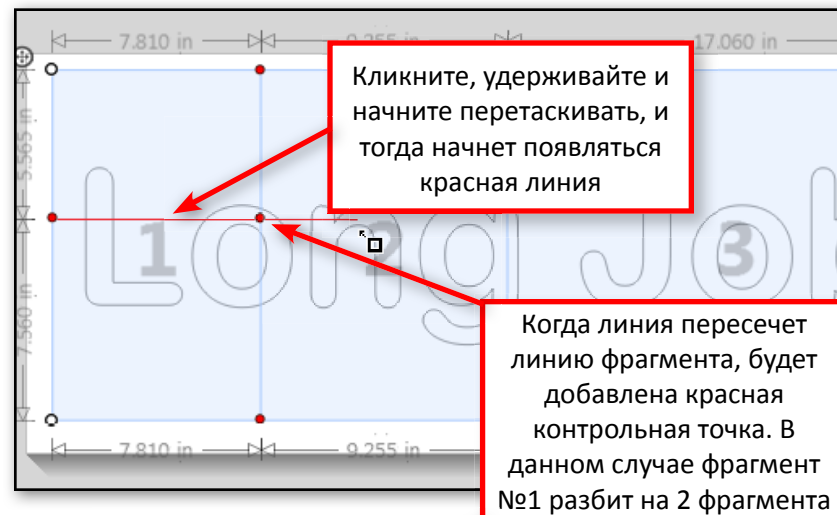 7.810 in
9.255 in
17.060 in
Кликните, удерживайте и
начните перетаскивать, и
тогда начнет появляться
красная линия
5.565 in
Long Jo
1
2
3
7.560 in
Когда линия пересечет
линию фрагмента, будет
добавлена красная
контрольная точка. В
данном случае фрагмент
№1 разбит на 2 фрагмента
7.810 in
9.255 in